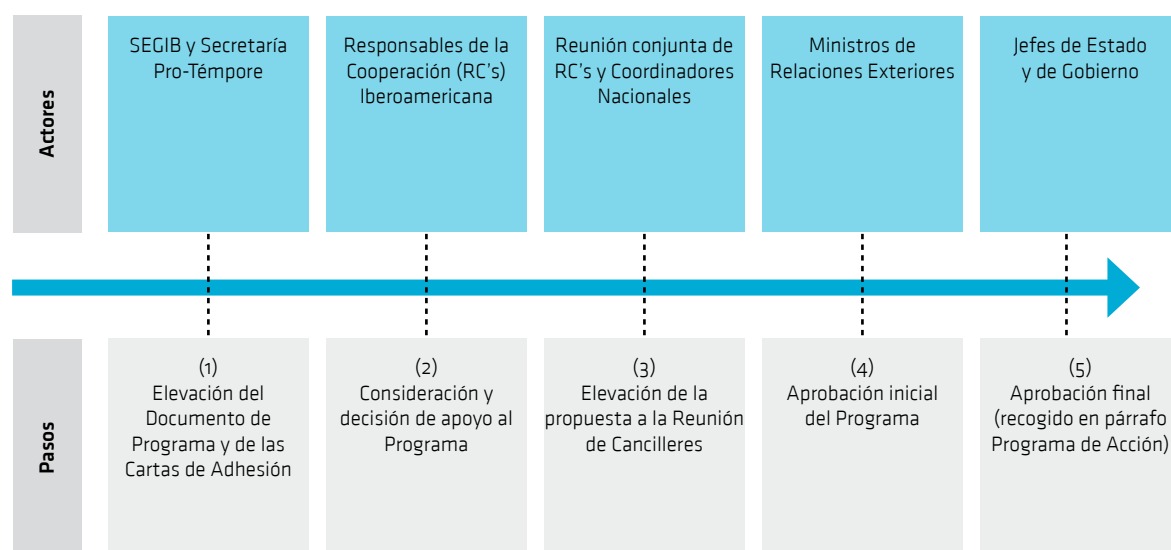 Actores
SEGIB y Secretaría
Pro-Témpore
Responsables de la
Cooperación (RC's)
Iberoamericana
Reunión conjunta de
RC's y Coordinadores
Nacionales
Ministros de
Relaciones Exteriores
Jefes de Estado
y de Gobierno
Pasos
(1)
Elevación del
Documento de
Programa y de las
Cartas de Adhesión
(2)
Consideración y
decisión de apoyo al
Programa
(3)
Elevación de la
propuesta a la Reunión
de Cancilleres
(4)
Aprobación inicial
del Programa
(5)
Aprobación final
(recogido en párrafo
Programa de Acción)